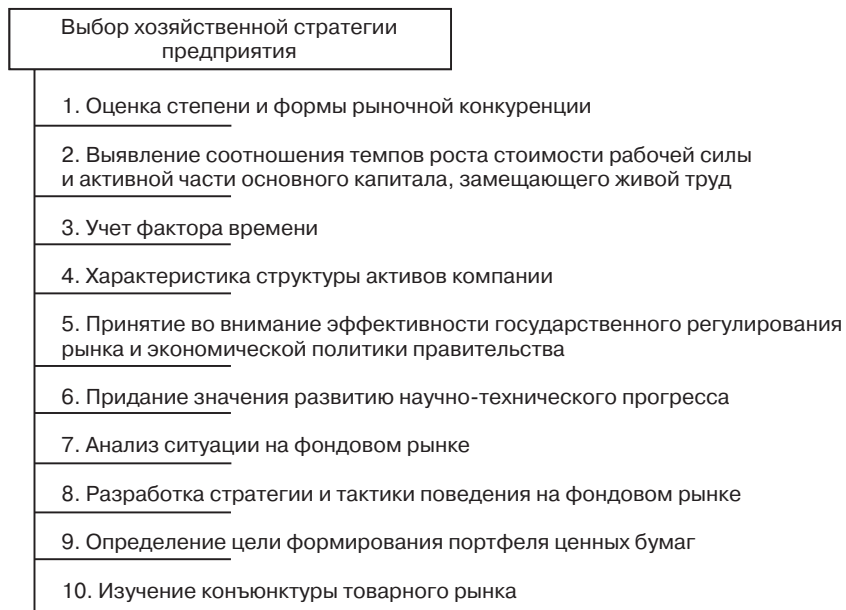 Выбор хозяйственной стратегии
предприятия
1. Оценка степени и формы рыночной конкуренции
2. Выявление соотношения темпов роста стоимости рабочей силы
и активной части основного капитала, замещающего живой труд
3. Учет фактора времени
4. Характеристика структуры активов компании
5. Принятие во внимание эффективности государственного регулирования
рынка и экономической политики правительства
6. Придание значения развитию научно-технического прогресса
7. Анализ ситуации на фондовом рынке
8. Разработка стратегии и тактики поведения на фондовом рынке
9. Определение цели формирования портфеля ценных бумаг
10. Изучение конъюнктуры товарного рынка